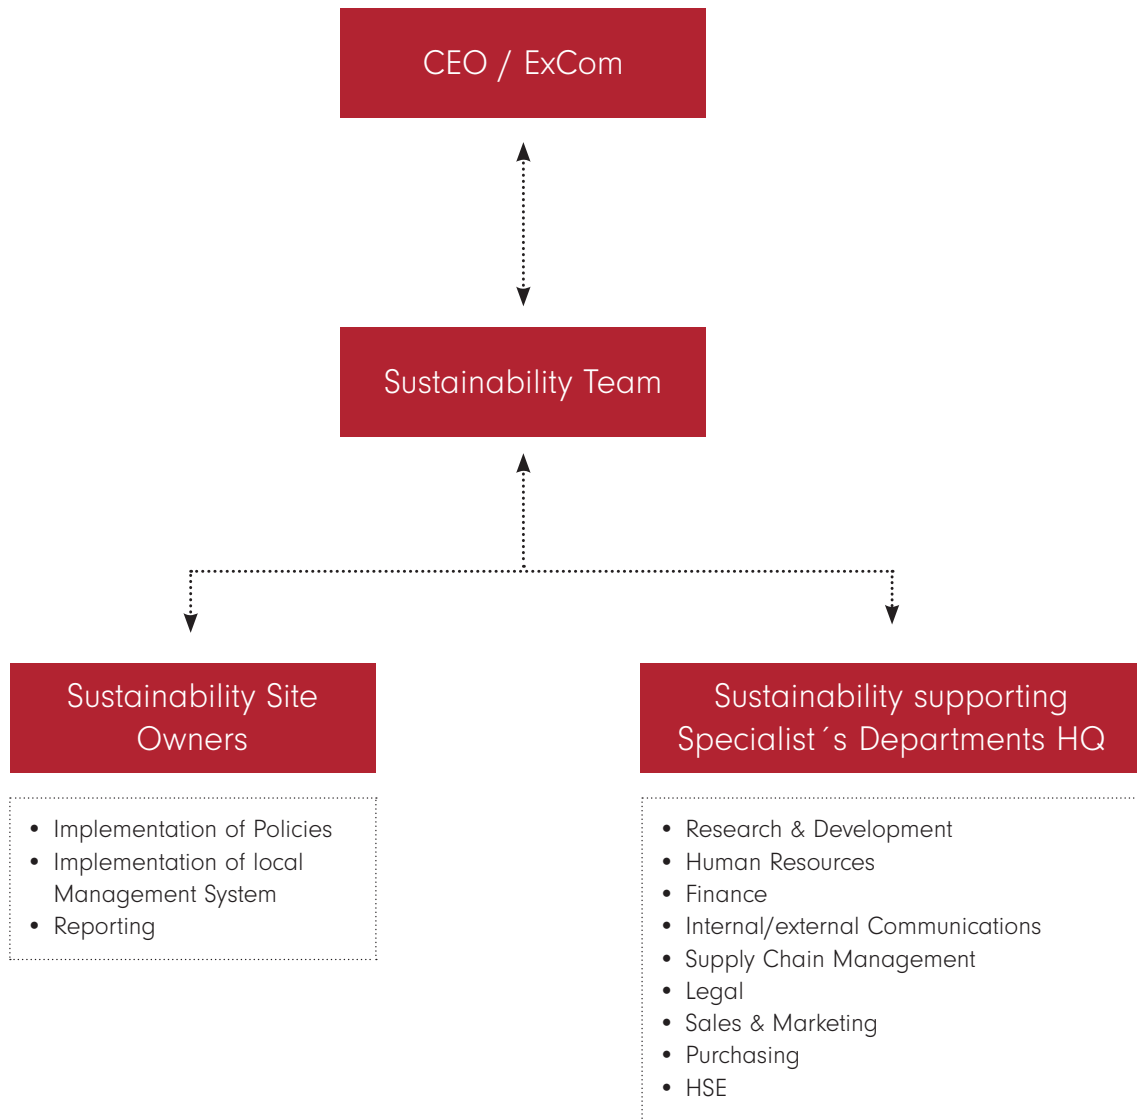 CEO / ExCom
Sustainability Team
Sustainability Site
Owners
• Implementation of Policies
• Implementation of local
Management System
• Reporting
Sustainability supporting
Specialist´s Departments HQ
• Research & Development
• Human Resources
• Finance
• Internal/external Communications
• Supply Chain Management
• Legal
• Sales & Marketing
• Purchasing
• HSE